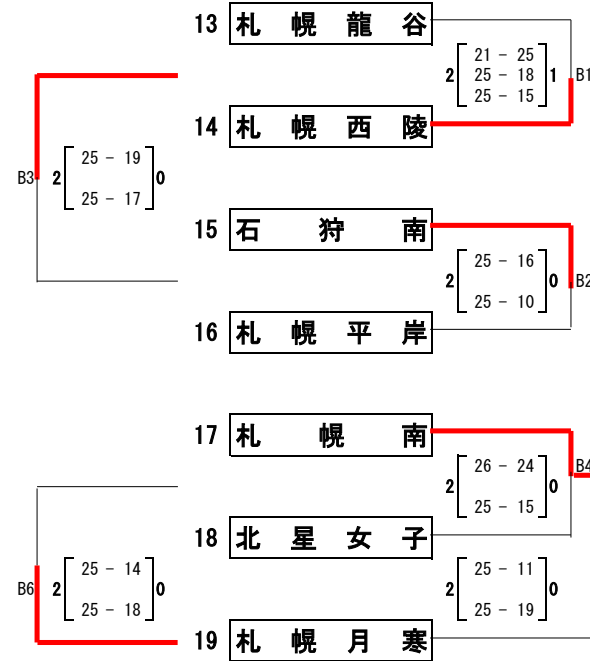 13 札幌龍谷
21 - 25
2 25 - 18 1 B1
25 - 15
14 札幌西陵
25 - 19
B3 2 0
25 - 17
15 石狩南
25 - 16
2 0 B2
25 - 10
16 札幌平岸
17 札幌南
26 - 24
2 0 B4
25 - 15
18 北星女子
25 - 14
B6 2 0
25 - 18
25 - 11
2 0
25 - 19
19 札幌月寒